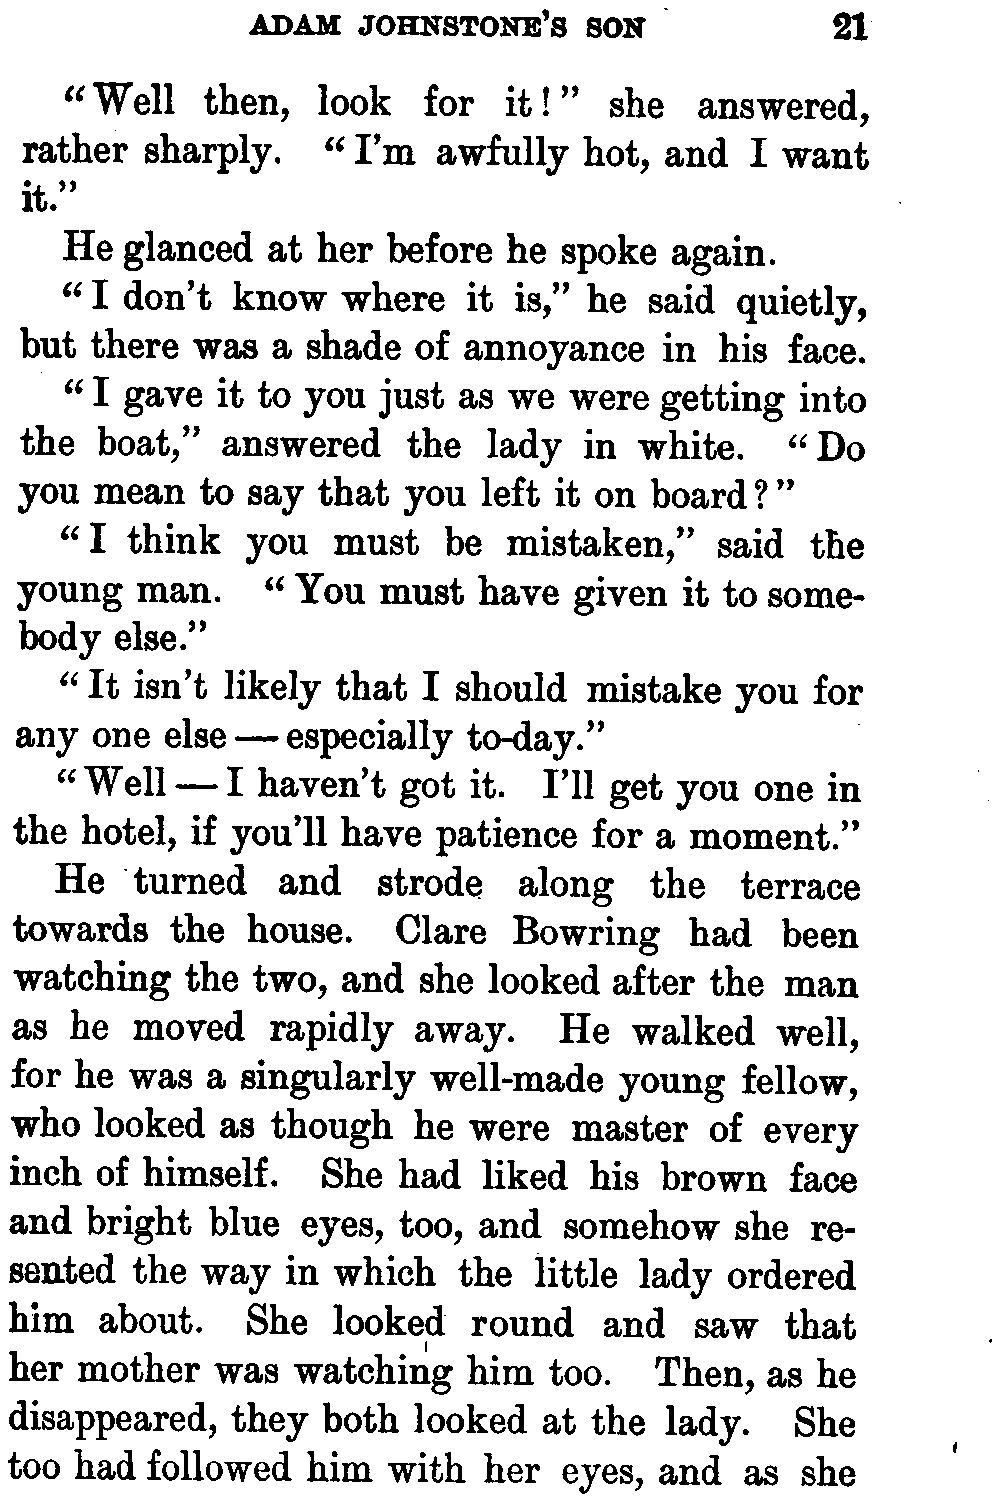 ADAM JOHNSTONE'S SON 21
"Well then, look for it!" she answered,
rather sharply. "I'm awfully hot, and I want
it."
He glanced at her before he spoke again.
"I don't know where it is," he said quietly,
but there was a shade of annoyance in his face.
"I gave it to you just as we were getting into
the boat," answered the lady in white. "Do
you mean to say that you left it on board?"
"I think you must be mistaken," said the
young man. "You must have given it to some-
body else."
"It isn't likely that I should mistake you for
any one else — especially to-day."
"Well — I haven't got it. I'll get you one in
the hotel, if you'll have patience for a moment."
He turned and strode along the terrace
towards the house. Clare Bowring had been
watching the two, and she looked after the man
as he moved rapidly away. He walked well,
for he was a singularly well-made young fellow,
who looked as though he were master of every
inch of himself. She had liked his brown face
and bright blue eyes, too, and somehow she re-
sented the way in which the little lady ordered
him about. She looked round and saw that
her mother was watching him too. Then, as he
disappeared, they both looked at the lady. She
too had followed him with her eyes, and as she